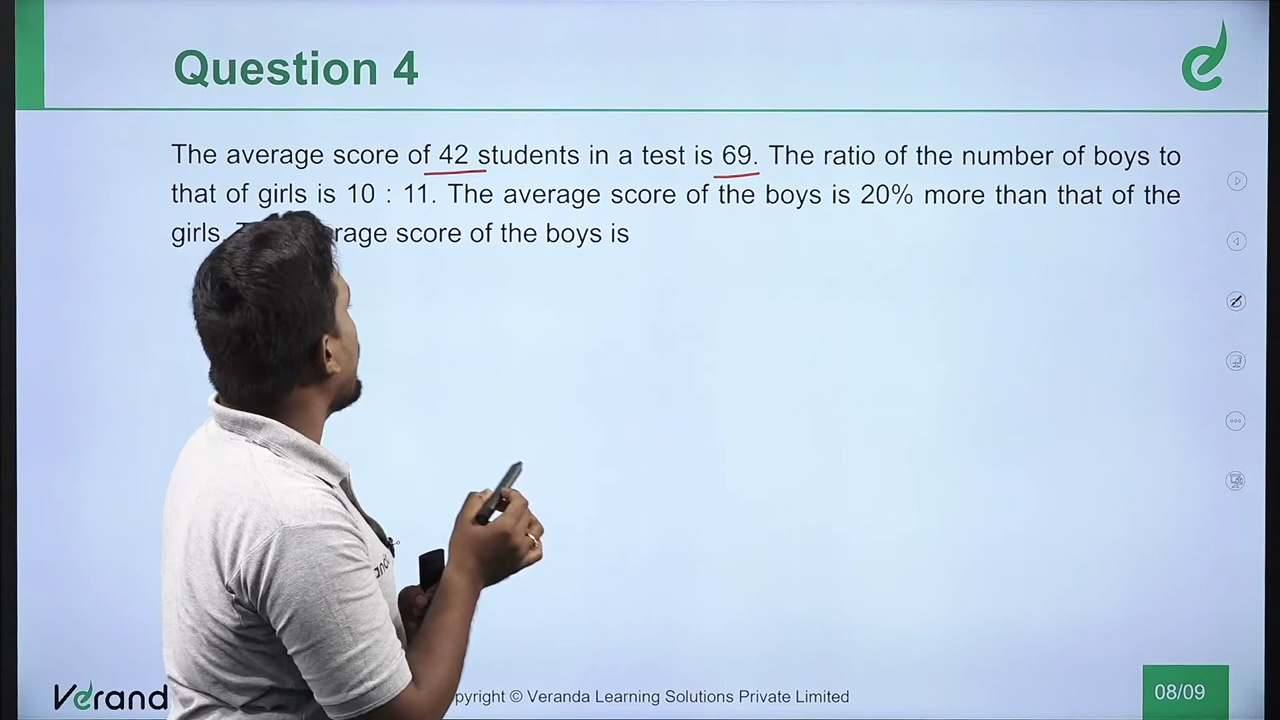 Question 4
The average score of 42 students in a test is 69. The ratio of the number of boys to
that of girls is 10 : 11. The average score of the boys is 20% more than that of the
girls. rage score of the boys is
Verand
pyright © Veranda Learning Solutions Private Limited
08/09